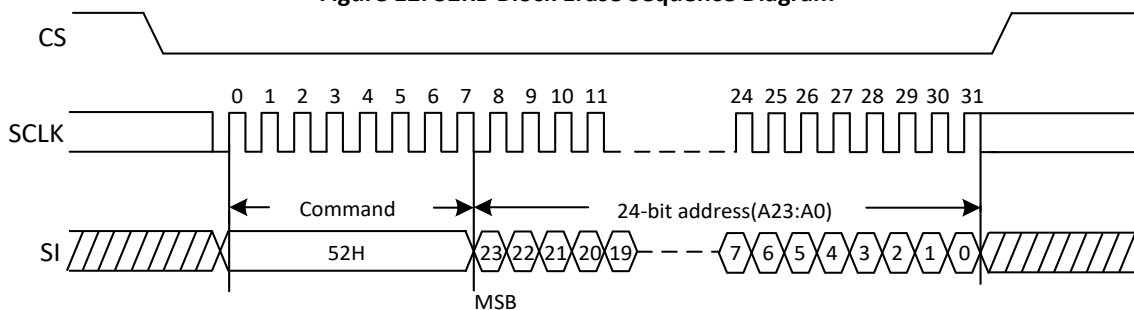 Figure Block Erase Sequence Diagram
CS
0 1 2 3 4 5 6 7 8 9 10 11 24 25 26 27 28 29 30 31
SCLK
Command 24-bit address(A23:A0)
SI 52H 23 22 21 20 19 7 6 5 4 3 2 1 0
MSB